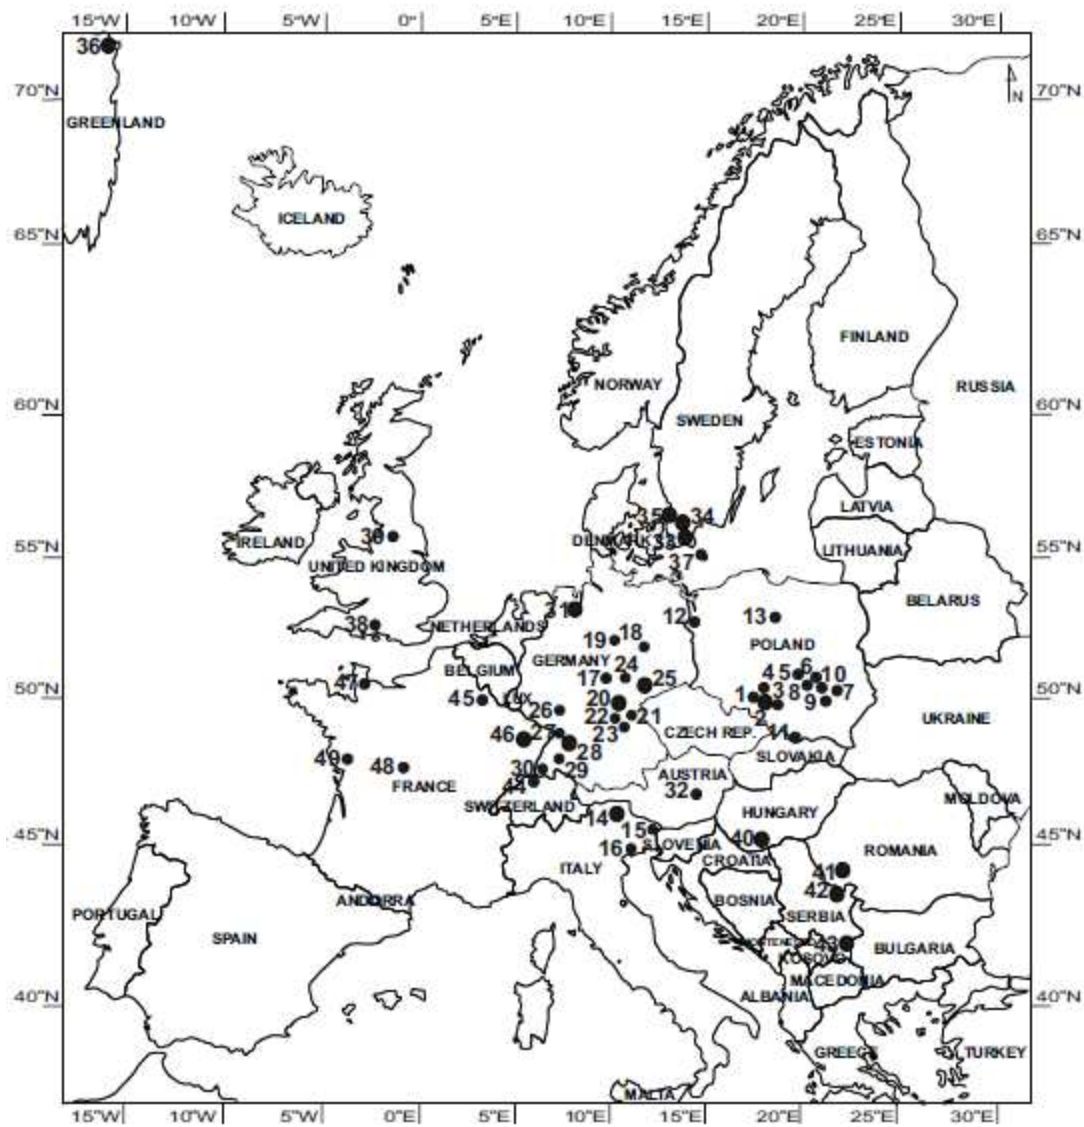 15°W 10°W 5°W 0° 5°E 10°E 15°E 20°E 25°E 30°E
36
N
70°N 70°N
GREENLAND
ICELAND
65°N 65°N
FINLAND
NORWAY RUSSIA
60°N 60°N
SWEDEN
ESTONIA
LATVIA
35 34
IRELAND DENMARK LITHUANIA
55°N 37 55°N
UNITED KINGDOM
31 BELARUS
38 NETHERLANDS 12 13
19 18 POLAND
GERMANY
BELGIUM 17 24 25 4 5 6 10
47 50°N 50°N
45 LUX 20 1 3 8 7
26 22 21 2 9 UKRAINE
46 27 23 CZECH REP. 11
49 28 SLOVAKIA
48 30 29 AUSTRIA
FRANCE 44 32
SWITZERLAND HUNGARY MOLDOVA
14
45°N 15 SLOVENIA 40 45°N
16 CROATIA ROMANIA
ITALY 41
ANDORRA BOSNIA 42
PORTUGAL SERBIA
SPAIN 43 BULGARIA
KOSOVO
MACEDONIA
40°N ALBANIA 40°N
GREECE TURKEY
MALTA
15°W 10°W 5°W 0°E 5°E 10°E 15°E 20°E 25°E 30°E